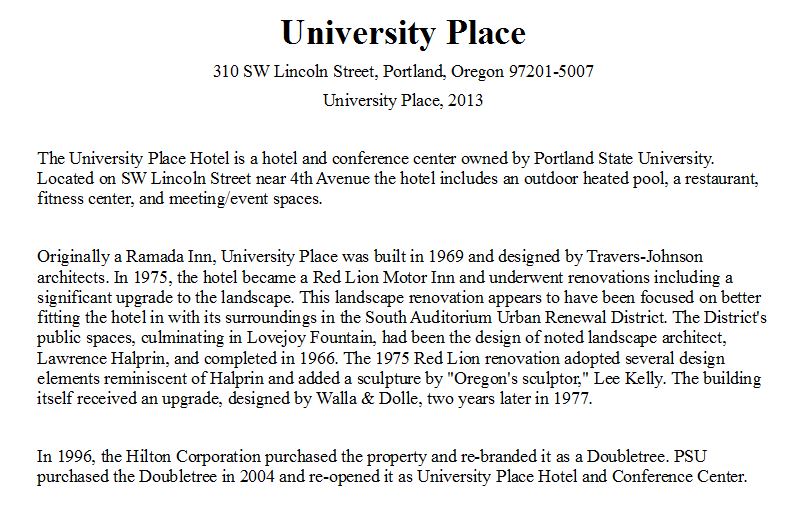 University Place
310 SW Lincoln Street, Portland, Oregon 97201-5007
University Place, 2013
The University Place Hotel is a hotel and conference center owned by Portland State University.
Located on SW Lincoln Street near 4th Avenue the hotel includes an outdoor heated pool, a restaurant,
fitness center, and meeting/event spaces.
Originally a Ramada Inn, University Place was built in 1969 and designed by Travers-Johnson
architects. In 1975, the hotel became a Red Lion Motor Inn and underwent renovations including a
significant upgrade to the landscape. This landscape renovation appears to have been focused on better
fitting the hotel in with its surroundings in the South Auditorium Urban Renewal District. The District's
public spaces, culminating in Lovejoy Fountain, had been the design of noted landscape architect,
Lawrence Halprin, and completed in 1966. The 1975 Red Lion renovation adopted several design
elements reminiscent of Halprin and added a sculpture by "Oregon's sculptor," Lee Kelly. The building
itself received an upgrade, designed by Walla & Dolle, two years later in 1977.
In 1996, the Hilton Corporation purchased the property and re-branded it as a Doubletree. PSU
purchased the Doubletree in 2004 and re-opened it as University Place Hotel and Conference Center.